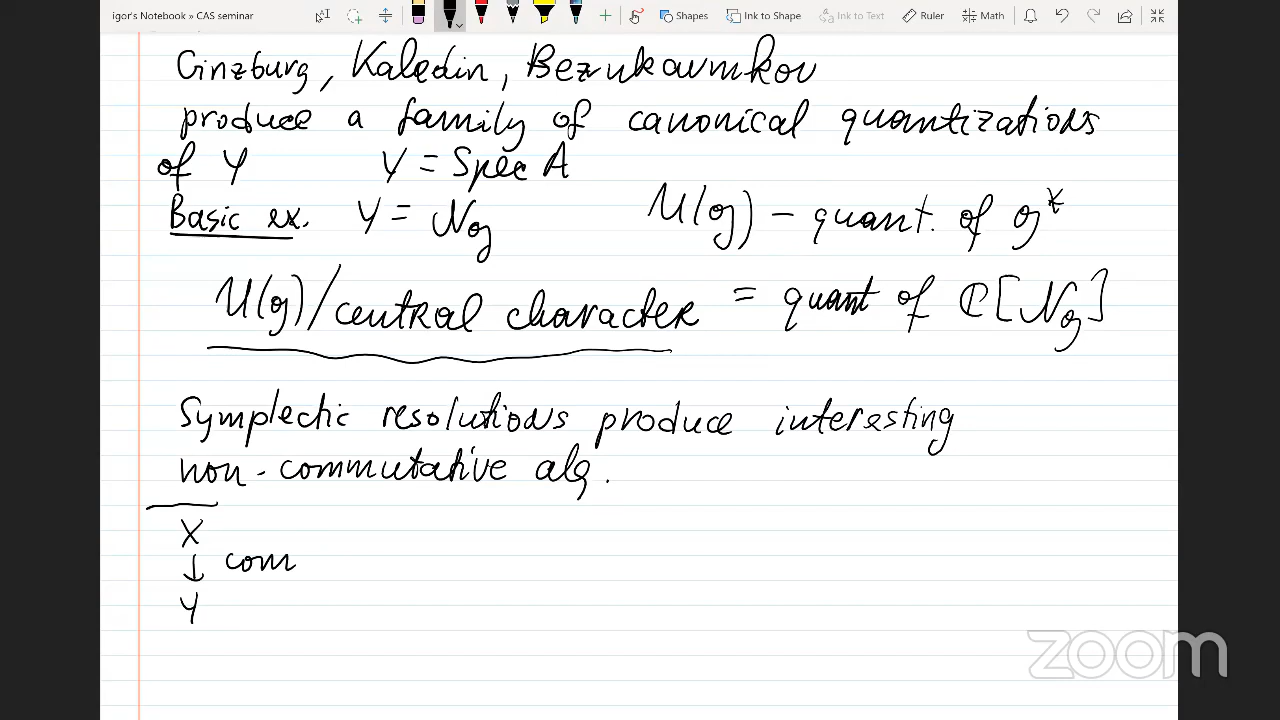 igor's Notebook » CAS seminar
Shapes Ink to Shape Ink to Text Ruler Math
Ginzburg, Kaledin, Bezrukavnikov
produce a family of canonical quantizations
of Y Y = Spec A
Basic ex. Y = N_g U(g) - quant. of g*
U(g)/central character = quant of ℂ[N_g]
Symplectic resolutions produce interesting
non-commutative alg.
X
↓ com
Y
zoom